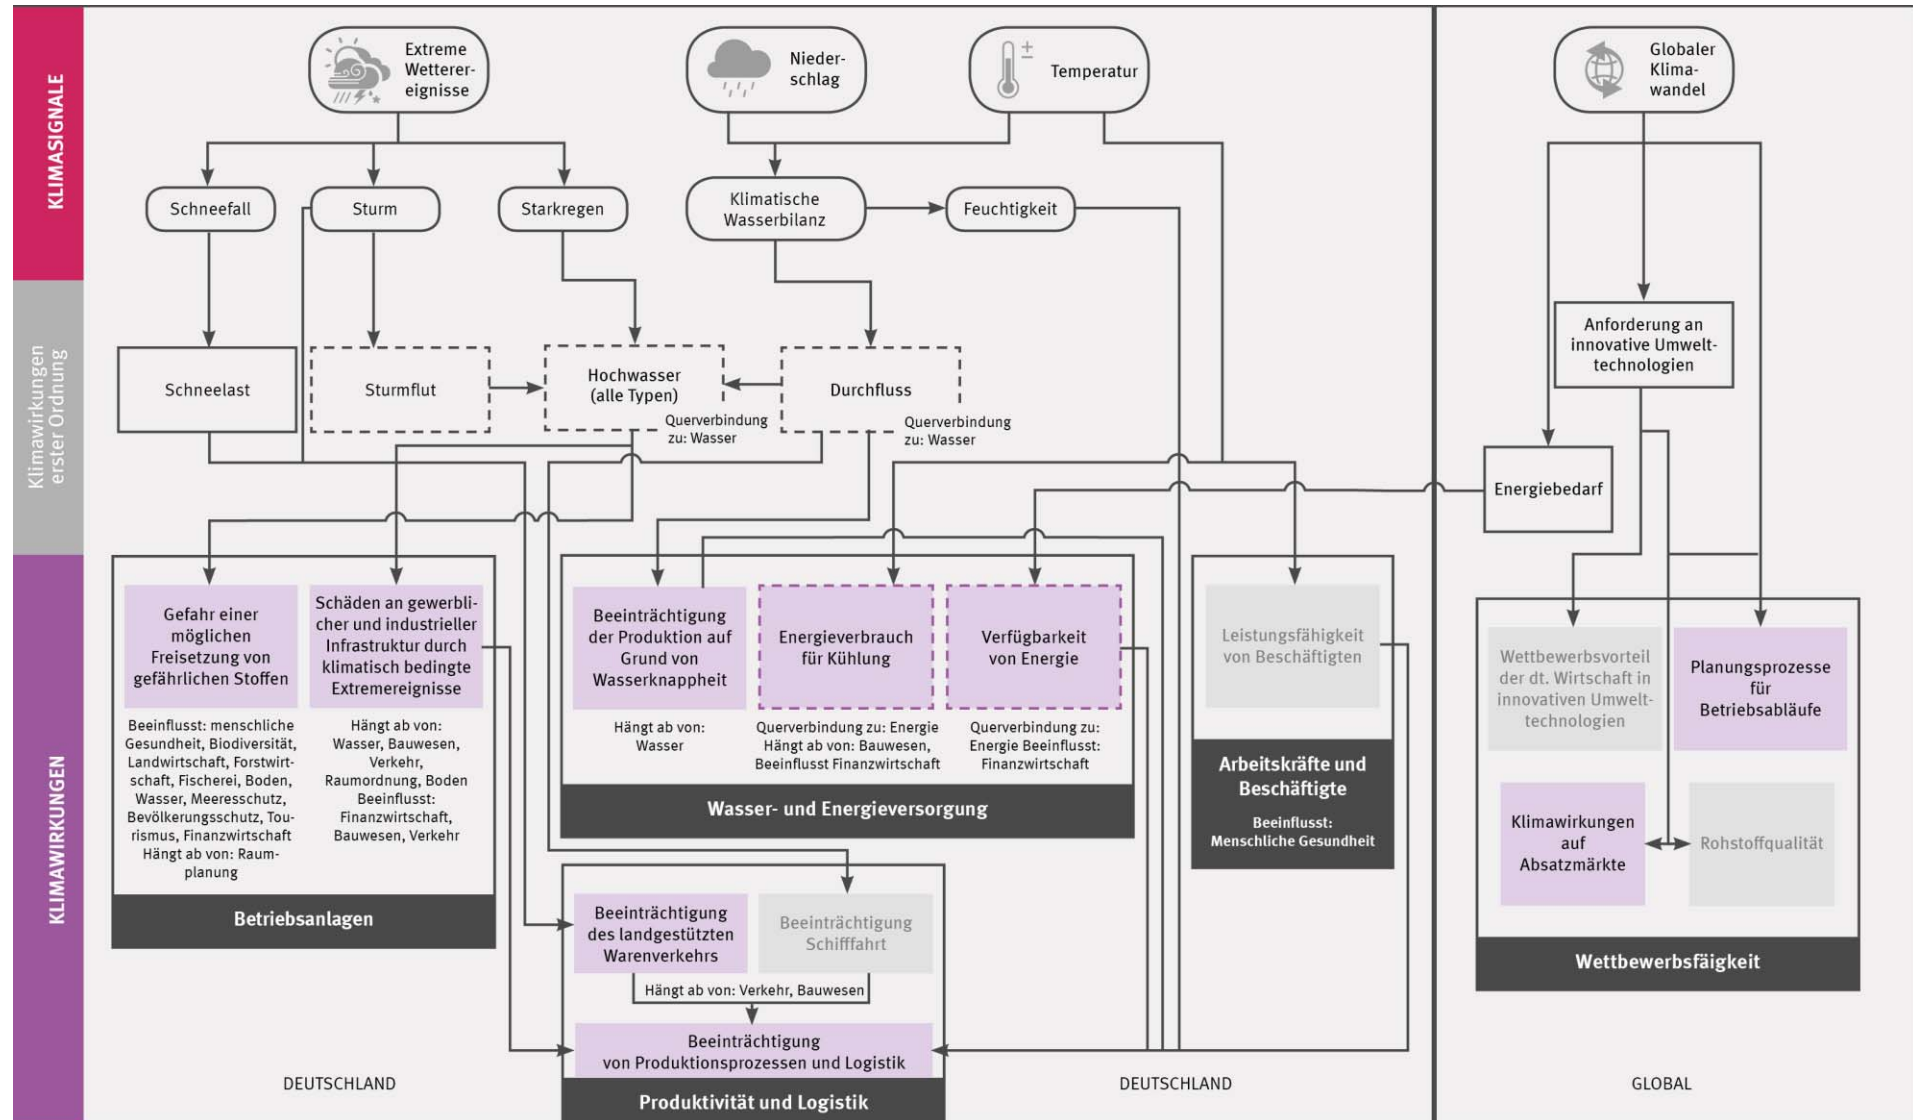 KLIMASIGNALE
Extreme
Wetterer-
eignisse
Nieder-
schlag
±
Temperatur
Globaler
Klima-
wandel
Schneefall
Sturm
Starkregen
Klimatische
Wasserbilanz
Feuchtigkeit
Klimawirkungen
erster Ordnung
Schneelast
Sturmflut
Hochwasser
(alle Typen)
Querverbindung
zu: Wasser
Durchfluss
Querverbindung
zu: Wasser
Anforderung an
innovative Umwelt-
technologien
Energiebedarf
KLIMAWIRKUNGEN
Gefahr einer
möglichen
Freisetzung von
gefährlichen Stoffen
Beeinflusst: menschliche
Gesundheit, Biodiversität,
Landwirtschaft, Forstwirt-
schaft, Fischerei, Boden,
Wasser, Meeresschutz,
Bevölkerungsschutz, Tou-
rismus, Finanzwirtschaft
Hängt ab von: Raum-
planung
Schäden an gewerbli-
cher und industrieller
Infrastruktur durch
klimatisch bedingte
Extremereignisse
Hängt ab von:
Wasser, Bauwesen,
Verkehr,
Raumordnung, Boden
Beeinflusst:
Finanzwirtschaft,
Bauwesen, Verkehr
Betriebsanlagen
Beeinträchtigung
der Produktion auf
Grund von
Wasserknappheit
Hängt ab von:
Wasser
Energieverbrauch
für Kühlung
Querverbindung zu: Energie
Hängt ab von: Bauwesen,
Beeinflusst Finanzwirtschaft
Verfügbarkeit
von Energie
Querverbindung zu:
Energie Beeinflusst:
Finanzwirtschaft
Wasser- und Energieversorgung
Leistungsfähigkeit
von Beschäftigten
Arbeitskräfte und
Beschäftigte
Beeinflusst:
Menschliche Gesundheit
Wettbewerbsvorteil
der dt. Wirtschaft in
innovativen Umwelt-
technologien
Planungsprozesse
für
Betriebsabläufe
Klimawirkungen
auf
Absatzmärkte
Rohstoffqualität
Wettbewerbsfäigkeit
Beeinträchtigung
des landgestützten
Warenverkehrs
Beeinträchtigung
Schifffahrt
Hängt ab von: Verkehr, Bauwesen
Beeinträchtigung
von Produktionsprozessen und Logistik
Produktivität und Logistik
DEUTSCHLAND
DEUTSCHLAND
GLOBAL